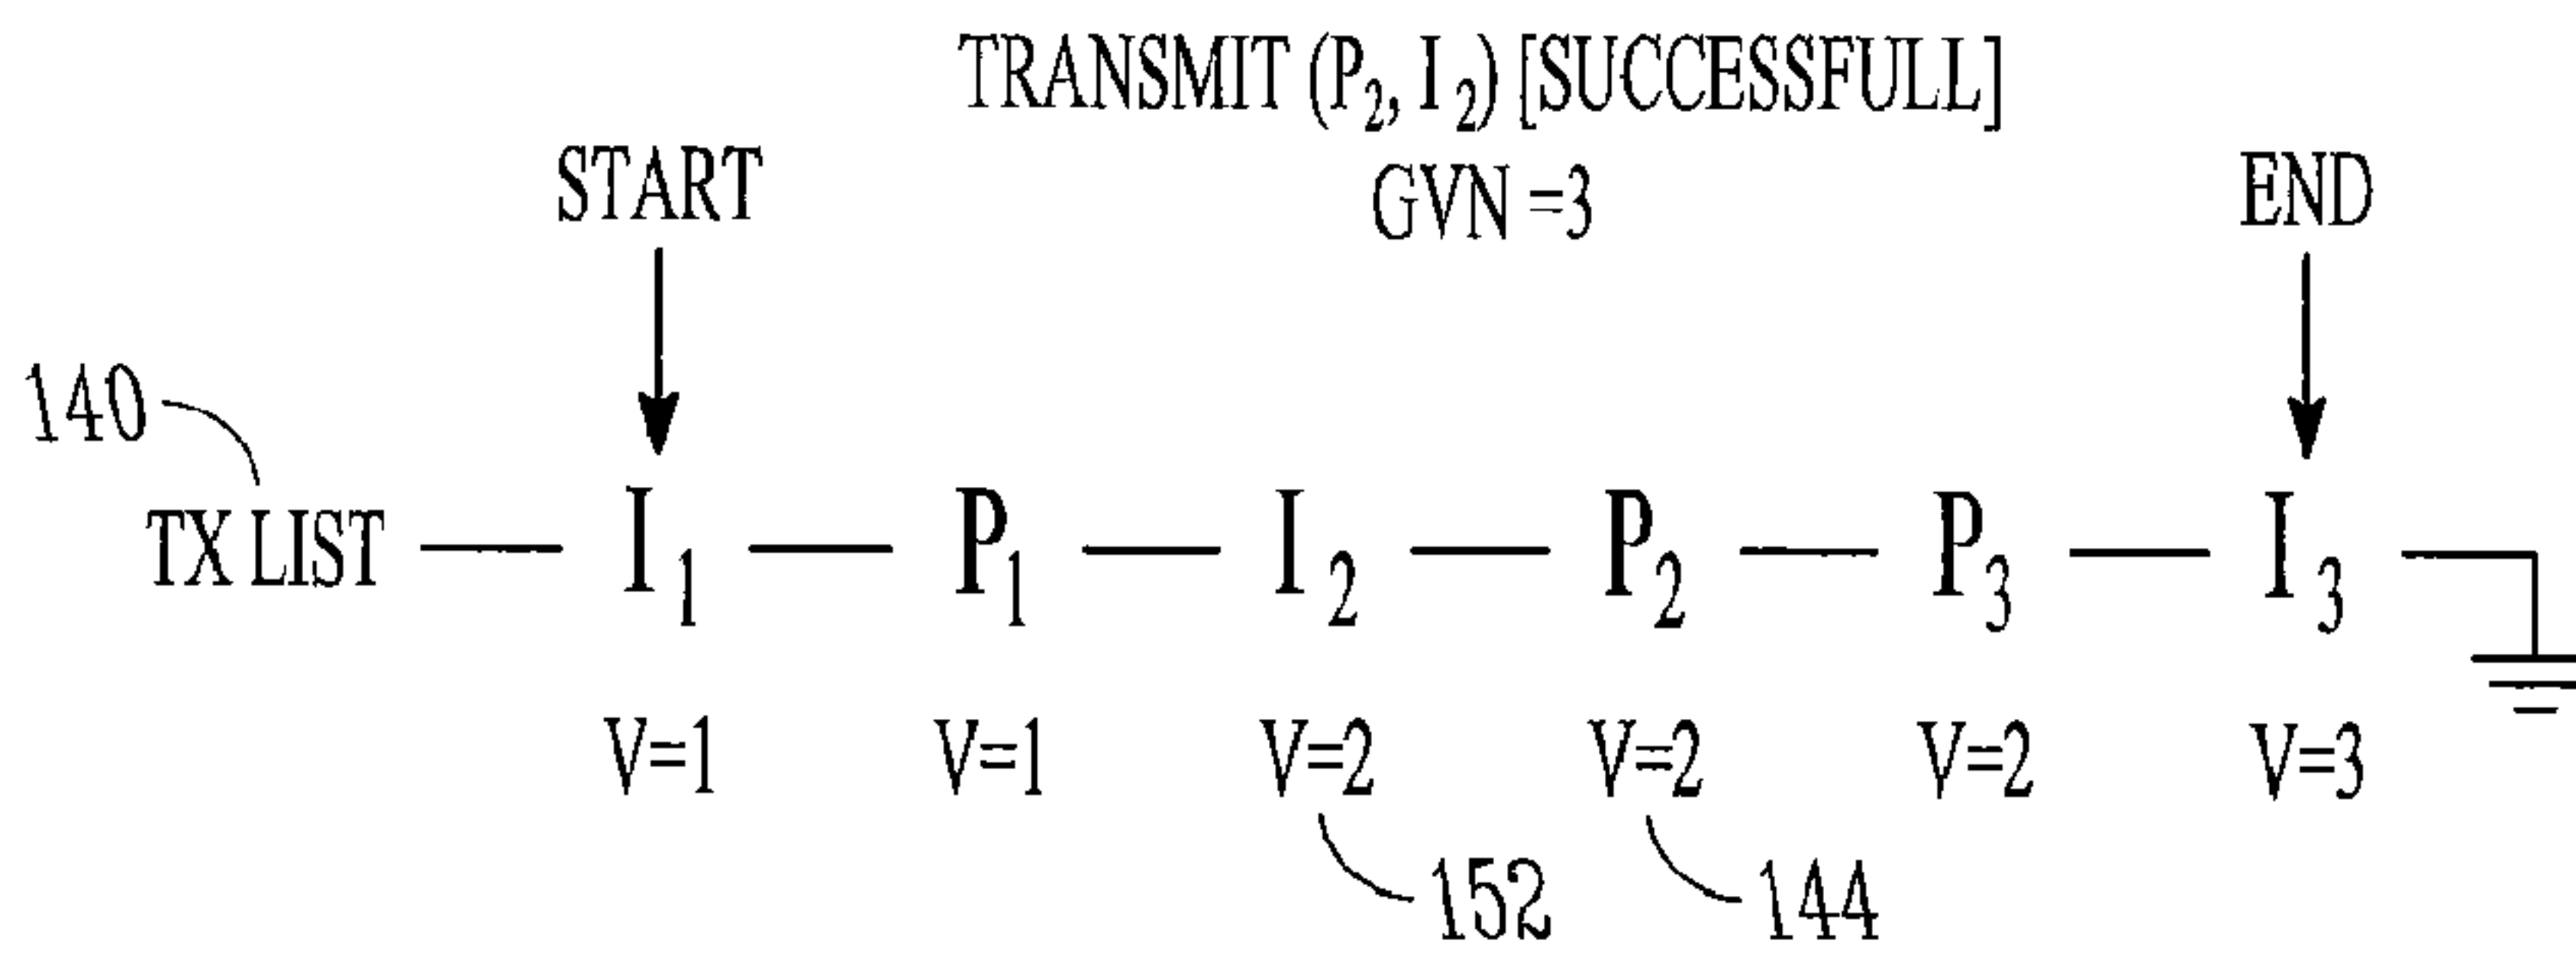 TRANSMIT (P2, I2) [SUCCESSFULL]
START GVN =3 END
140
TX LIST I1 P1 I2 P2 P3 I3
V=1 V=1 V=2 V=2 V=2 V=3
152 144